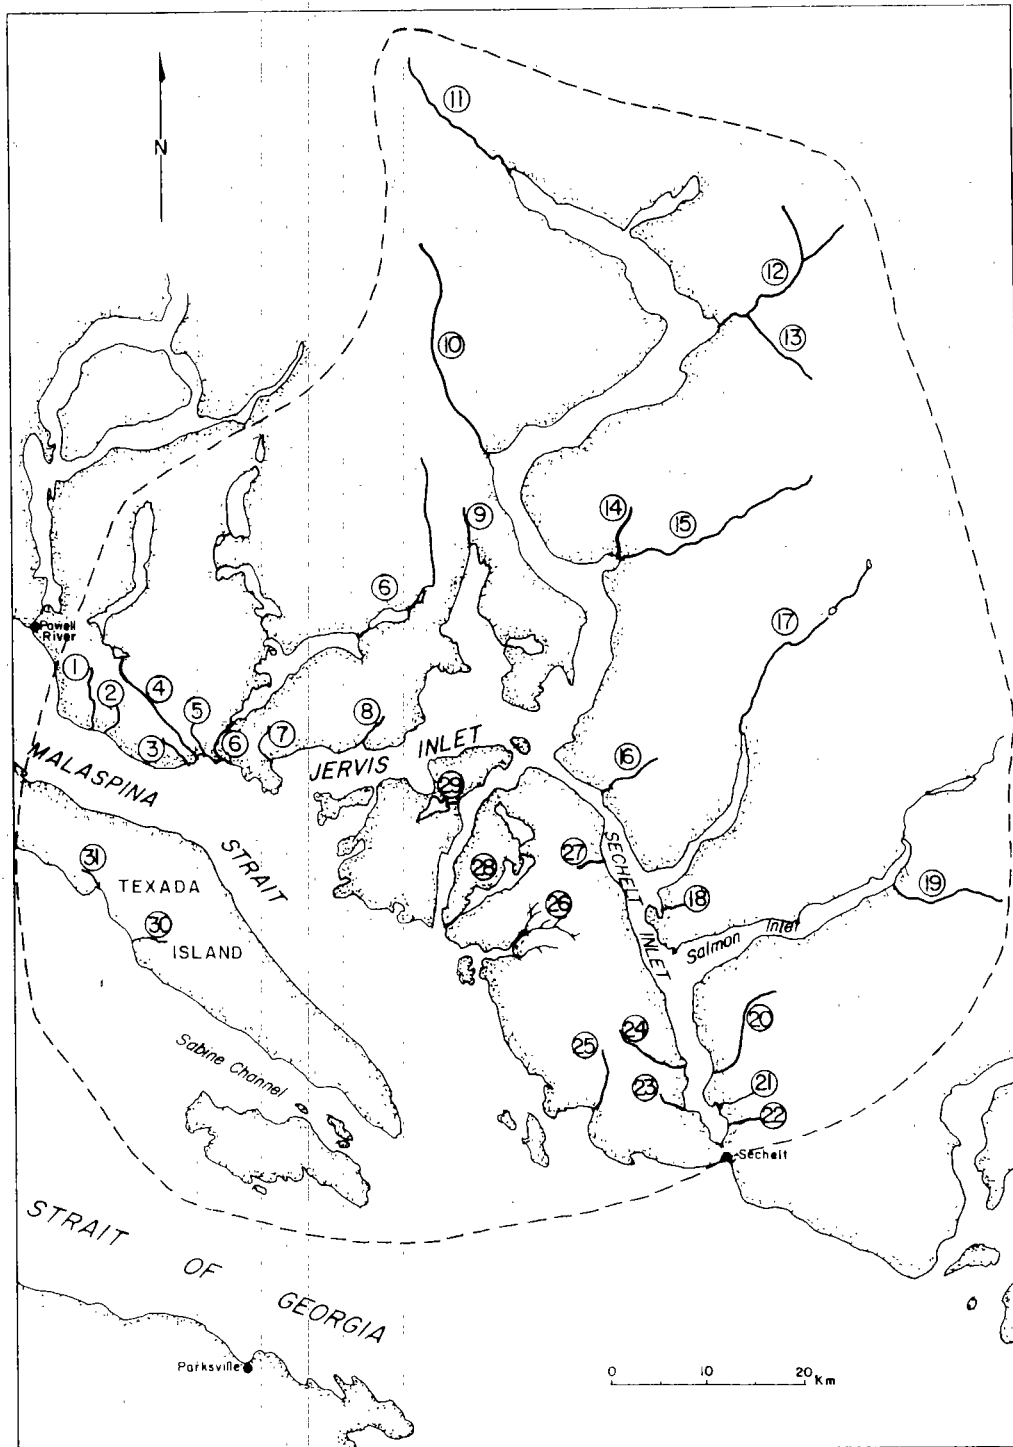 11
N
12
10
13
9
14
15
6
17
Powell
River
1
2
4
5
3
6
7
8
16
MALASPINA
STRAIT
JERVIS INLET
29
SECHELT INLET
27
28
31
TEXADA
30
ISLAND
26
18
19
Salmon Inlet
20
24
25
23
21
22
Sabine Channel
Sechelt
STRAIT
OF
GEORGIA
Parksville
0 10 20 Km